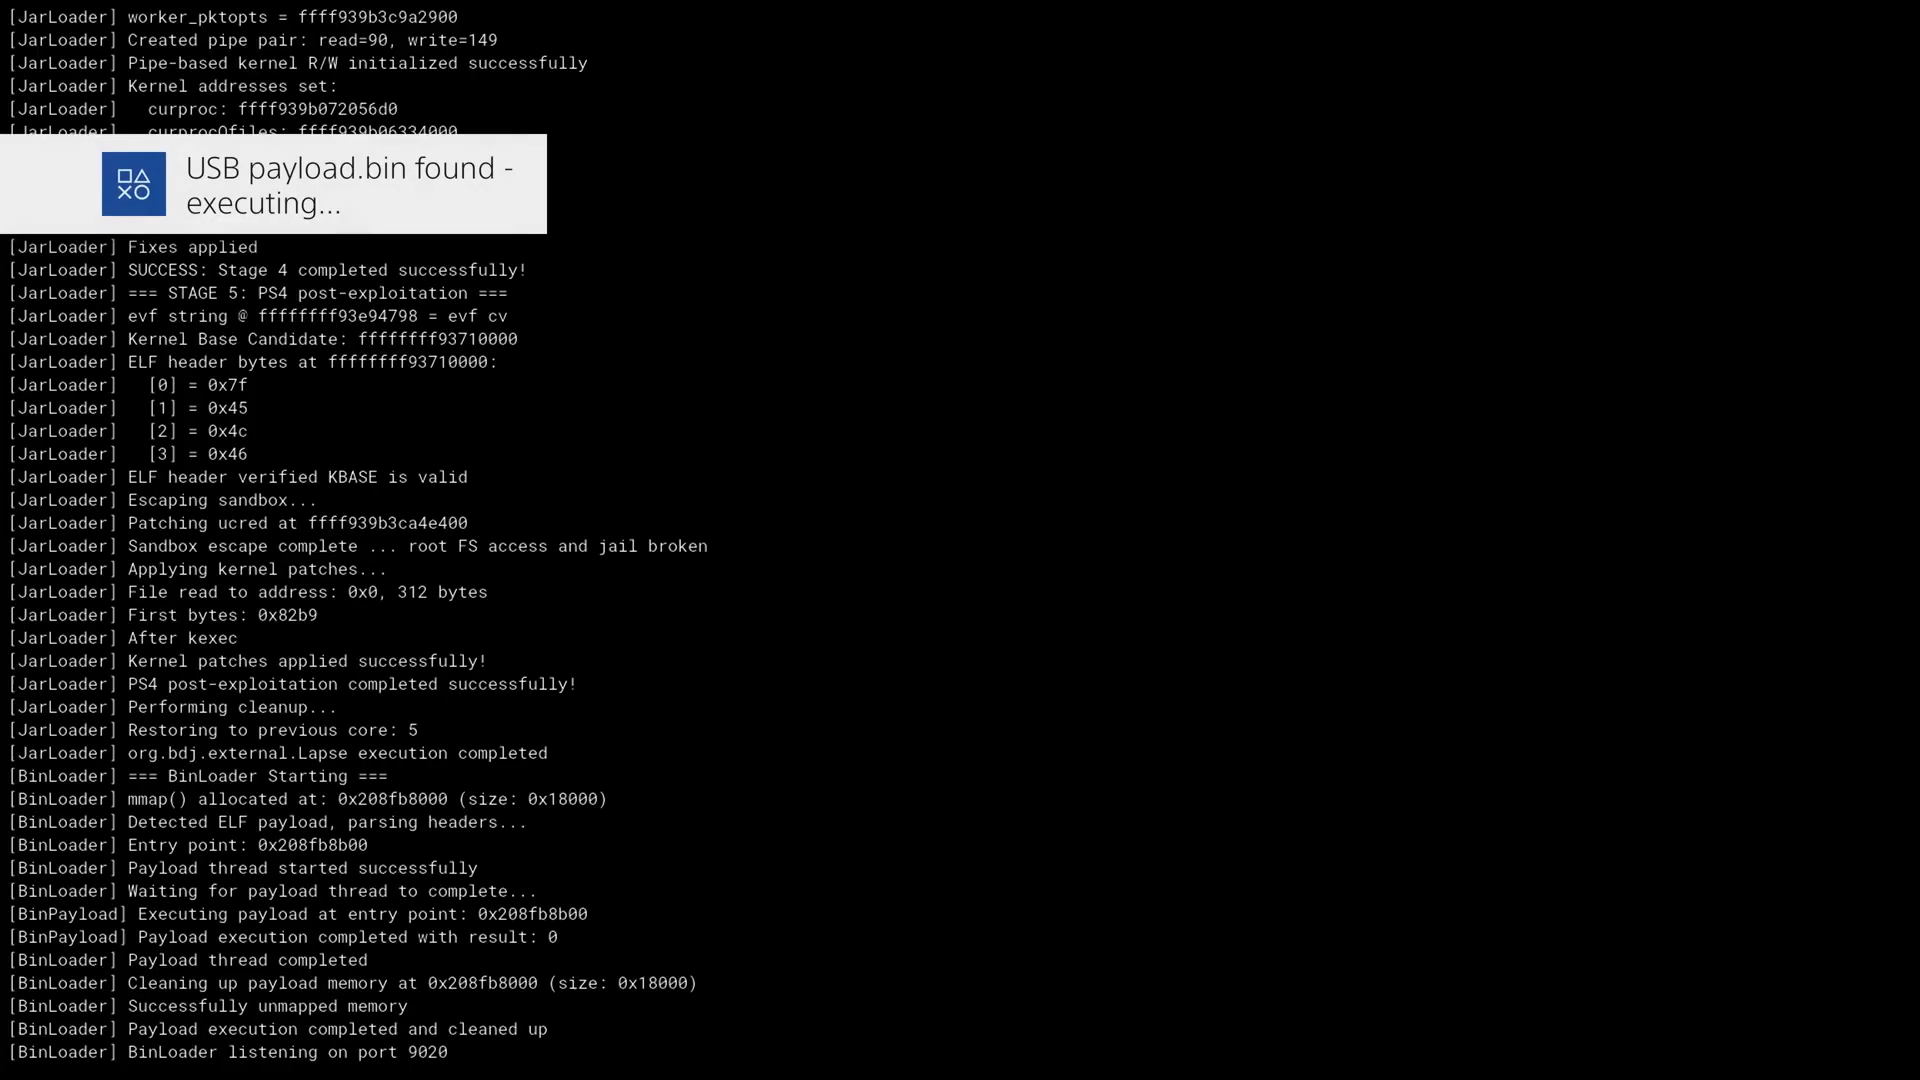 [JarLoader] worker_pktopts = ffff939b3c9a2900
[JarLoader] Created pipe pair: read=90, write=149
[JarLoader] Pipe-based kernel R/W initialized successfully
[JarLoader] Kernel addresses set:
[JarLoader]   curproc: ffff939b072056d0
[JarLoader]   curprocOfiles: ffff939b06334000
USB payload.bin found -
executing...
[JarLoader] Fixes applied
[JarLoader] SUCCESS: Stage 4 completed successfully!
[JarLoader] === STAGE 5: PS4 post-exploitation ===
[JarLoader] evf string @ ffffffff93e94798 = evf cv
[JarLoader] Kernel Base Candidate: ffffffff93710000
[JarLoader] ELF header bytes at ffffffff93710000:
[JarLoader]   [0] = 0x7f
[JarLoader]   [1] = 0x45
[JarLoader]   [2] = 0x4c
[JarLoader]   [3] = 0x46
[JarLoader] ELF header verified KBASE is valid
[JarLoader] Escaping sandbox...
[JarLoader] Patching ucred at ffff939b3ca4e400
[JarLoader] Sandbox escape complete ... root FS access and jail broken
[JarLoader] Applying kernel patches...
[JarLoader] File read to address: 0x0, 312 bytes
[JarLoader] First bytes: 0x82b9
[JarLoader] After kexec
[JarLoader] Kernel patches applied successfully!
[JarLoader] PS4 post-exploitation completed successfully!
[JarLoader] Performing cleanup...
[JarLoader] Restoring to previous core: 5
[JarLoader] org.bdj.external.Lapse execution completed
[BinLoader] === BinLoader Starting ===
[BinLoader] mmap() allocated at: 0x208fb8000 (size: 0x18000)
[BinLoader] Detected ELF payload, parsing headers...
[BinLoader] Entry point: 0x208fb8b00
[BinLoader] Payload thread started successfully
[BinLoader] Waiting for payload thread to complete...
[BinPayload] Executing payload at entry point: 0x208fb8b00
[BinPayload] Payload execution completed with result: 0
[BinLoader] Payload thread completed
[BinLoader] Cleaning up payload memory at 0x208fb8000 (size: 0x18000)
[BinLoader] Successfully unmapped memory
[BinLoader] Payload execution completed and cleaned up
[BinLoader] BinLoader listening on port 9020